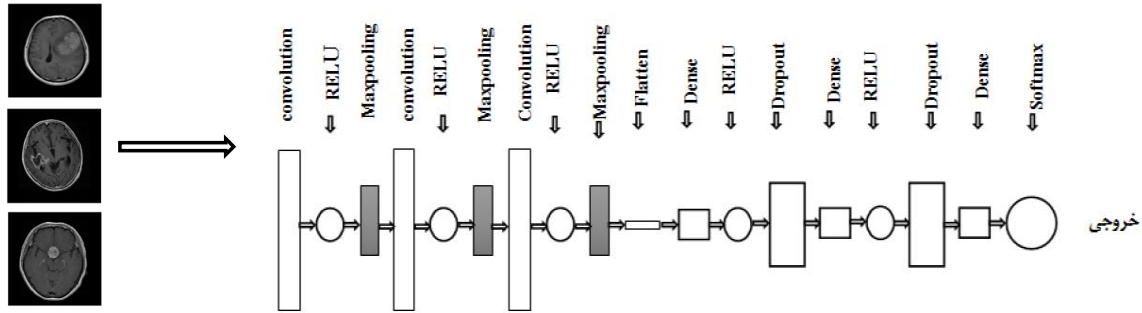 convolution
RELU
Maxpooling
convolution
RELU
Maxpooling
Convolution
RELU
Maxpooling
Flatten
Dense
RELU
Dropout
Dense
RELU
Dropout
Dense
Softmax
خروجی